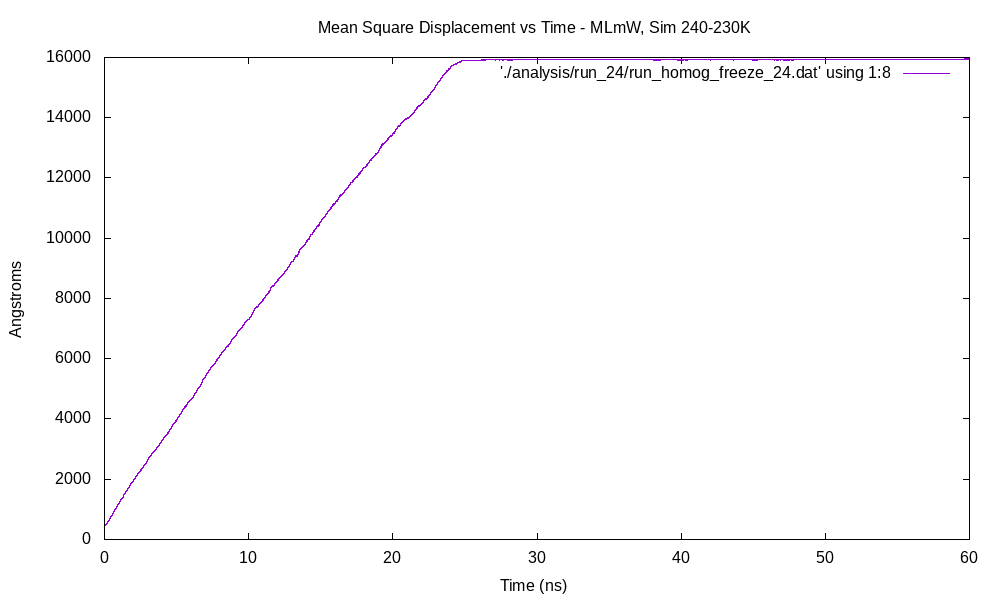 Mean Square Displacement vs Time - MLmW, Sim 240-230K
16000
'./analysis/run_24/run_homog_freeze_24.dat' using 1:8
14000
12000
10000
8000
6000
4000
2000
0
Angstroms
0 10 20 30 40 50 60
Time (ns)